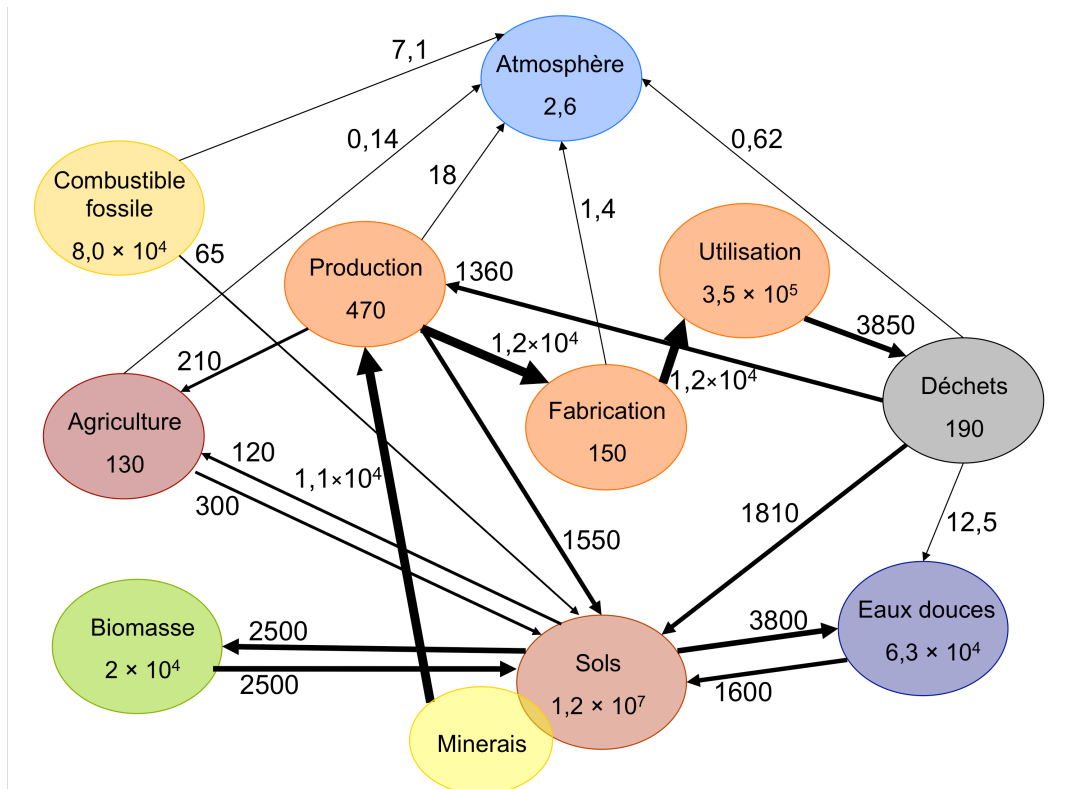 7,1
Atmosphère
2,6
0,14
0,62
18
1,4
Combustible
fossile
8,0 × 10⁴
65
Production
470
1360
Utilisation
3,5 × 10⁵
3850
1,2×10⁴
1,2×10⁴
210
Fabrication
150
Déchets
190
Agriculture
130
120
300
1,1×10⁴
1550
1810
12,5
Biomasse
2 × 10⁴
2500
2500
Sols
1,2 × 10⁷
3800
1600
Eaux douces
6,3 × 10⁴
Minerais